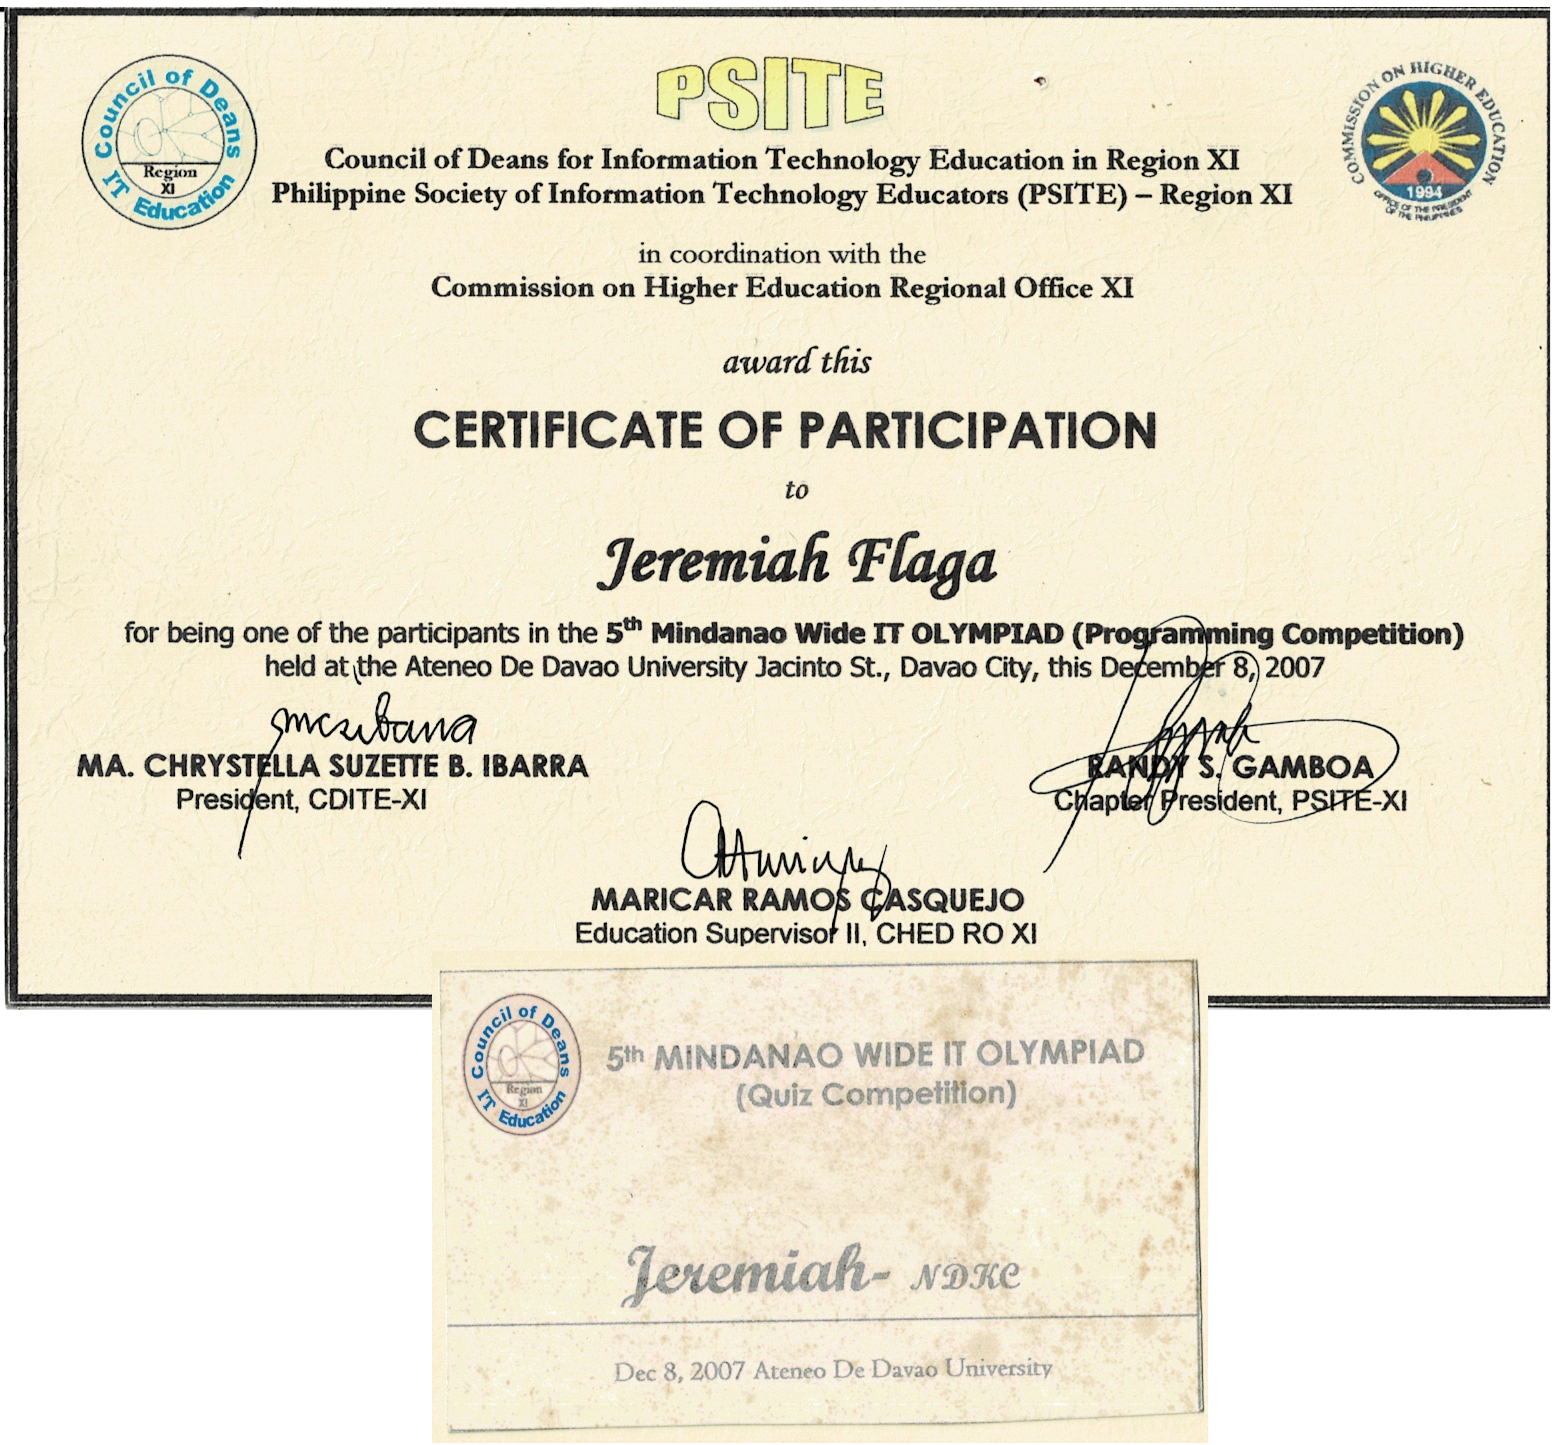 PSITE
Council of Deans
IT Education
Region
XI
COMMISSION ON HIGHER EDUCATION
1994
OFFICE OF THE PRESIDENT
OF THE PHILIPPINES
Council of Deans for Information Technology Education in Region XI
Philippine Society of Information Technology Educators (PSITE) – Region XI
in coordination with the
Commission on Higher Education Regional Office XI
award this
CERTIFICATE OF PARTICIPATION
to
Jeremiah Flaga
for being one of the participants in the 5th Mindanao Wide IT OLYMPIAD (Programming Competition)
held at the Ateneo De Davao University Jacinto St., Davao City, this December 8, 2007
MA. CHRYSTELLA SUZETTE B. IBARRA
President, CDITE-XI
RANDY S. GAMBOA
Chapter President, PSITE-XI
MARICAR RAMOS CASQUEJO
Education Supervisor II, CHED RO XI
Council of Deans
IT Education
Region
XI
5th MINDANAO WIDE IT OLYMPIAD
(Quiz Competition)
Jeremiah- NDKC
Dec 8, 2007 Ateneo De Davao University